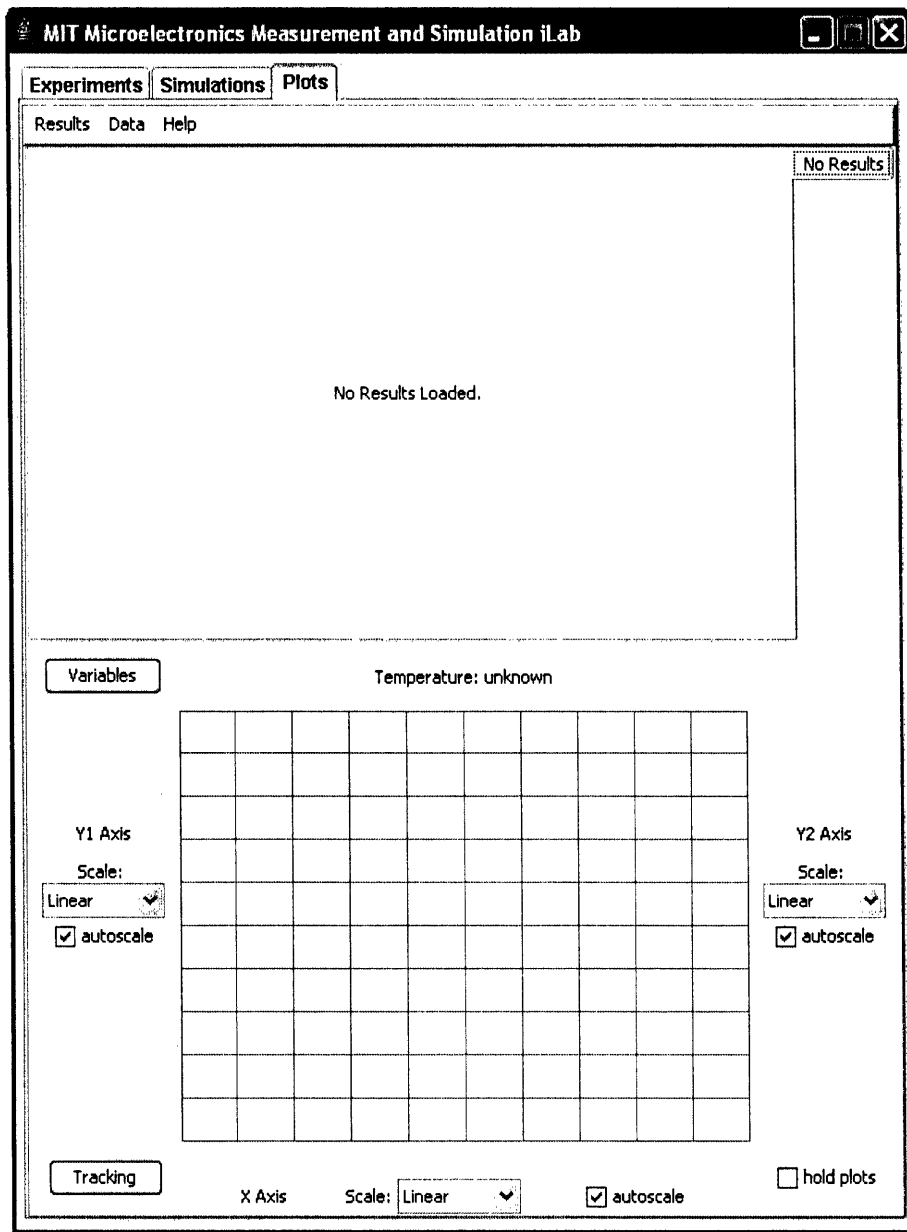 MIT Microelectronics Measurement and Simulation iLab
Experiments Simulations Plots
Results Data Help
No Results
No Results Loaded.
Variables
Temperature: unknown
Y1 Axis
Scale:
Linear
autoscale
Y2 Axis
Scale:
Linear
autoscale
Tracking
X Axis Scale: Linear autoscale
hold plots